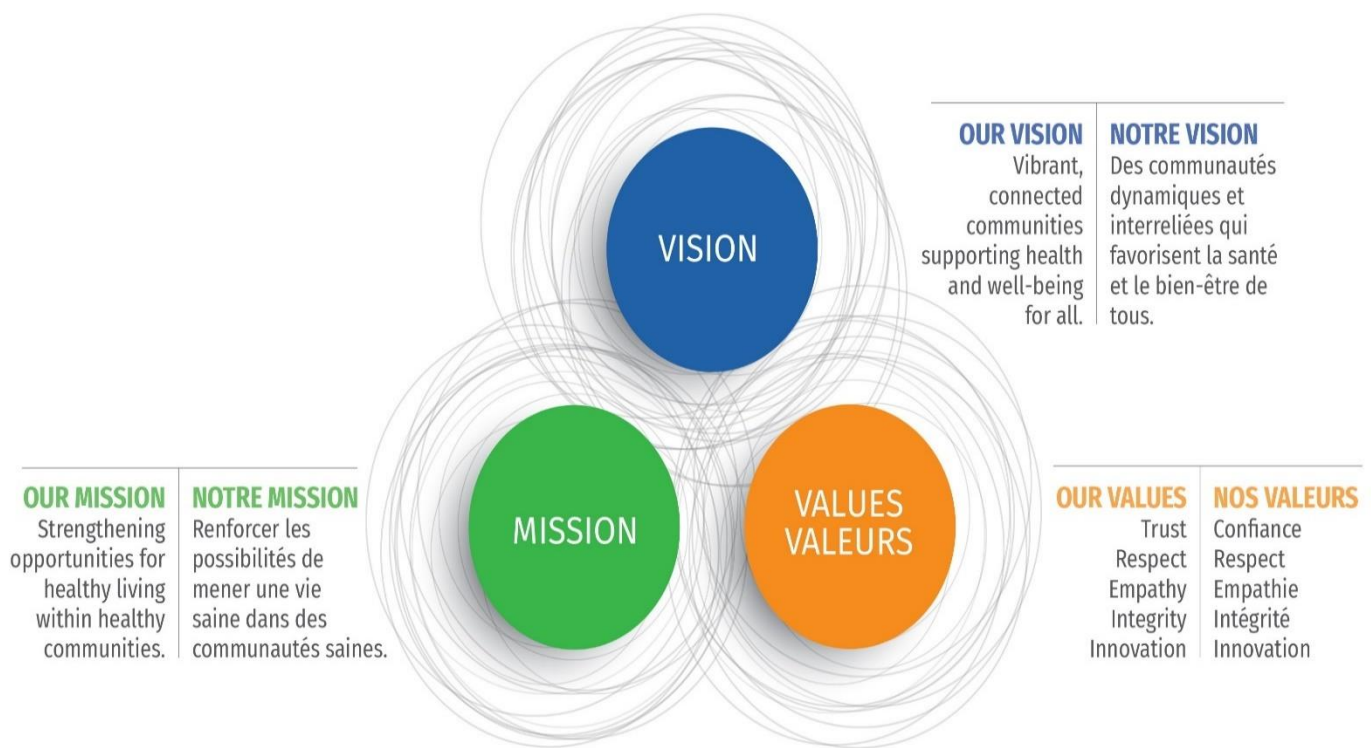 VISION
OUR VISION
Vibrant,
connected
communities
supporting health
and well-being
for all.
NOTRE VISION
Des communautés
dynamiques et
interreliées qui
favorisent la santé
et le bien-être de
tous.
OUR MISSION
Strengthening
opportunities for
healthy living
within healthy
communities.
NOTRE MISSION
Renforcer les
possibilités de
mener une vie
saine dans des
communautés saines.
MISSION
VALUES
VALEURS
OUR VALUES
Trust
Respect
Empathy
Integrity
Innovation
NOS VALEURS
Confiance
Respect
Empathie
Intégrité
Innovation